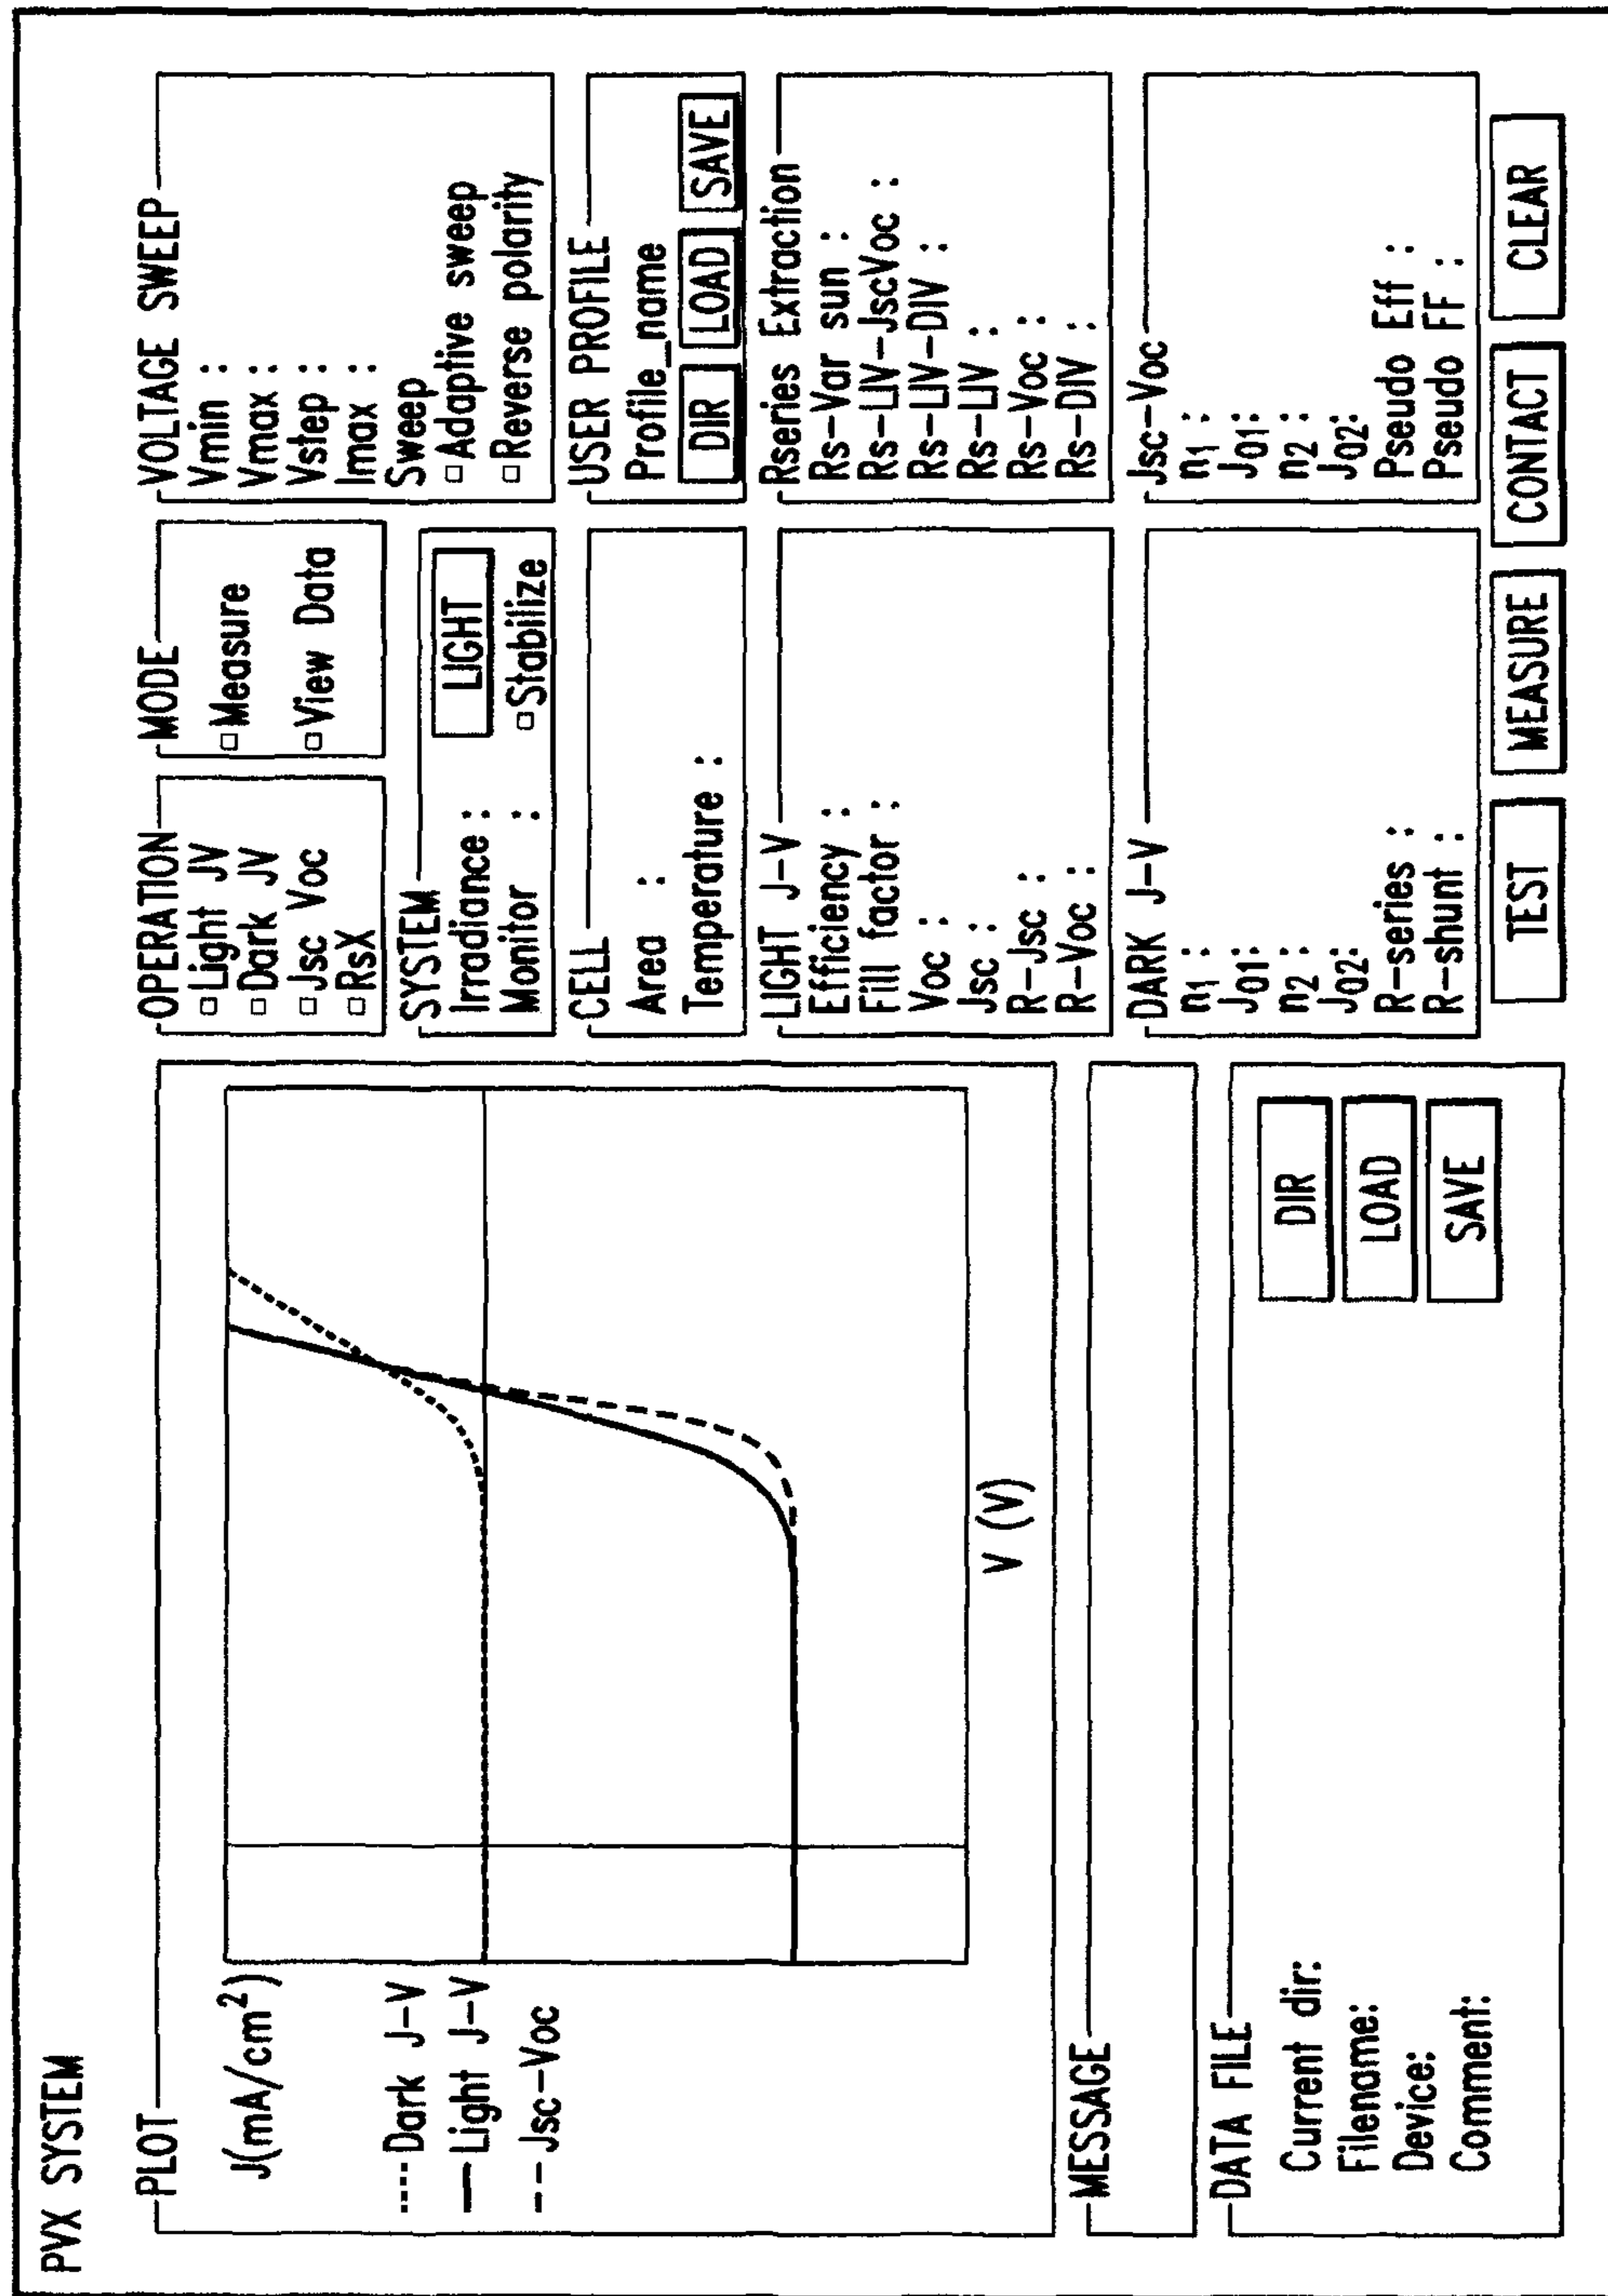 PVX SYSTEM
PLOT
J(mA/cm²)
Dark J-V
Light J-V
Jsc-Voc
V (V)
MESSAGE
DATA FILE
Current dir:
Filename:
Device:
Comment:
DIR
LOAD
SAVE
OPERATION
Light JV
Dark JV
Jsc Voc
RsX
MODE
Measure
View Data
SYSTEM
Irradiance :
Monitor :
LIGHT
Stabilize
VOLTAGE SWEEP
Vmin :
Vmax :
Vstep :
Imax :
Sweep
Adaptive sweep
Reverse polarity
CELL
Area :
Temperature :
USER PROFILE
Profile_name
DIR LOAD SAVE
LIGHT J-V
Efficiency :
Fill factor :
Voc :
Jsc :
R-Jsc :
R-Voc :
Rseries Extraction
Rs-Var sun :
Rs-LIV-JscVoc :
Rs-LIV-DIV :
Rs-LIV :
Rs-Voc :
Rs-DIV :
DARK J-V
n₁ :
J₀₁:
n₂ :
J₀₂:
R-series :
R-shunt :
Jsc-Voc
n₁ :
J₀₁:
n₂ :
J₀₂:
Pseudo Eff :
Pseudo FF :
TEST MEASURE CONTACT CLEAR